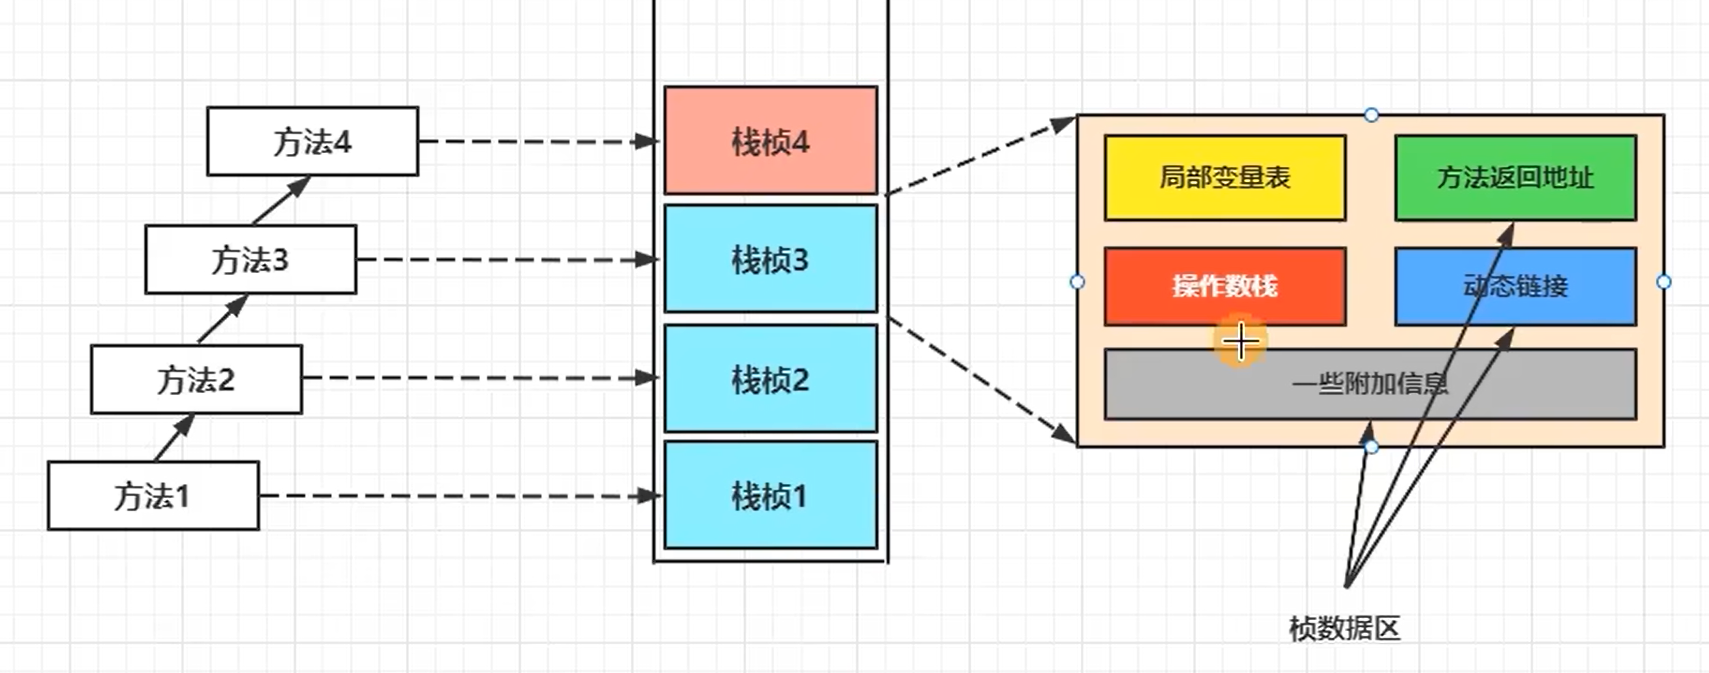 方法4
方法3
方法2
方法1
栈桢4
栈桢3
栈桢2
栈桢1
局部变量表
方法返回地址
操作数栈
动态链接
一些附加信息
桢数据区